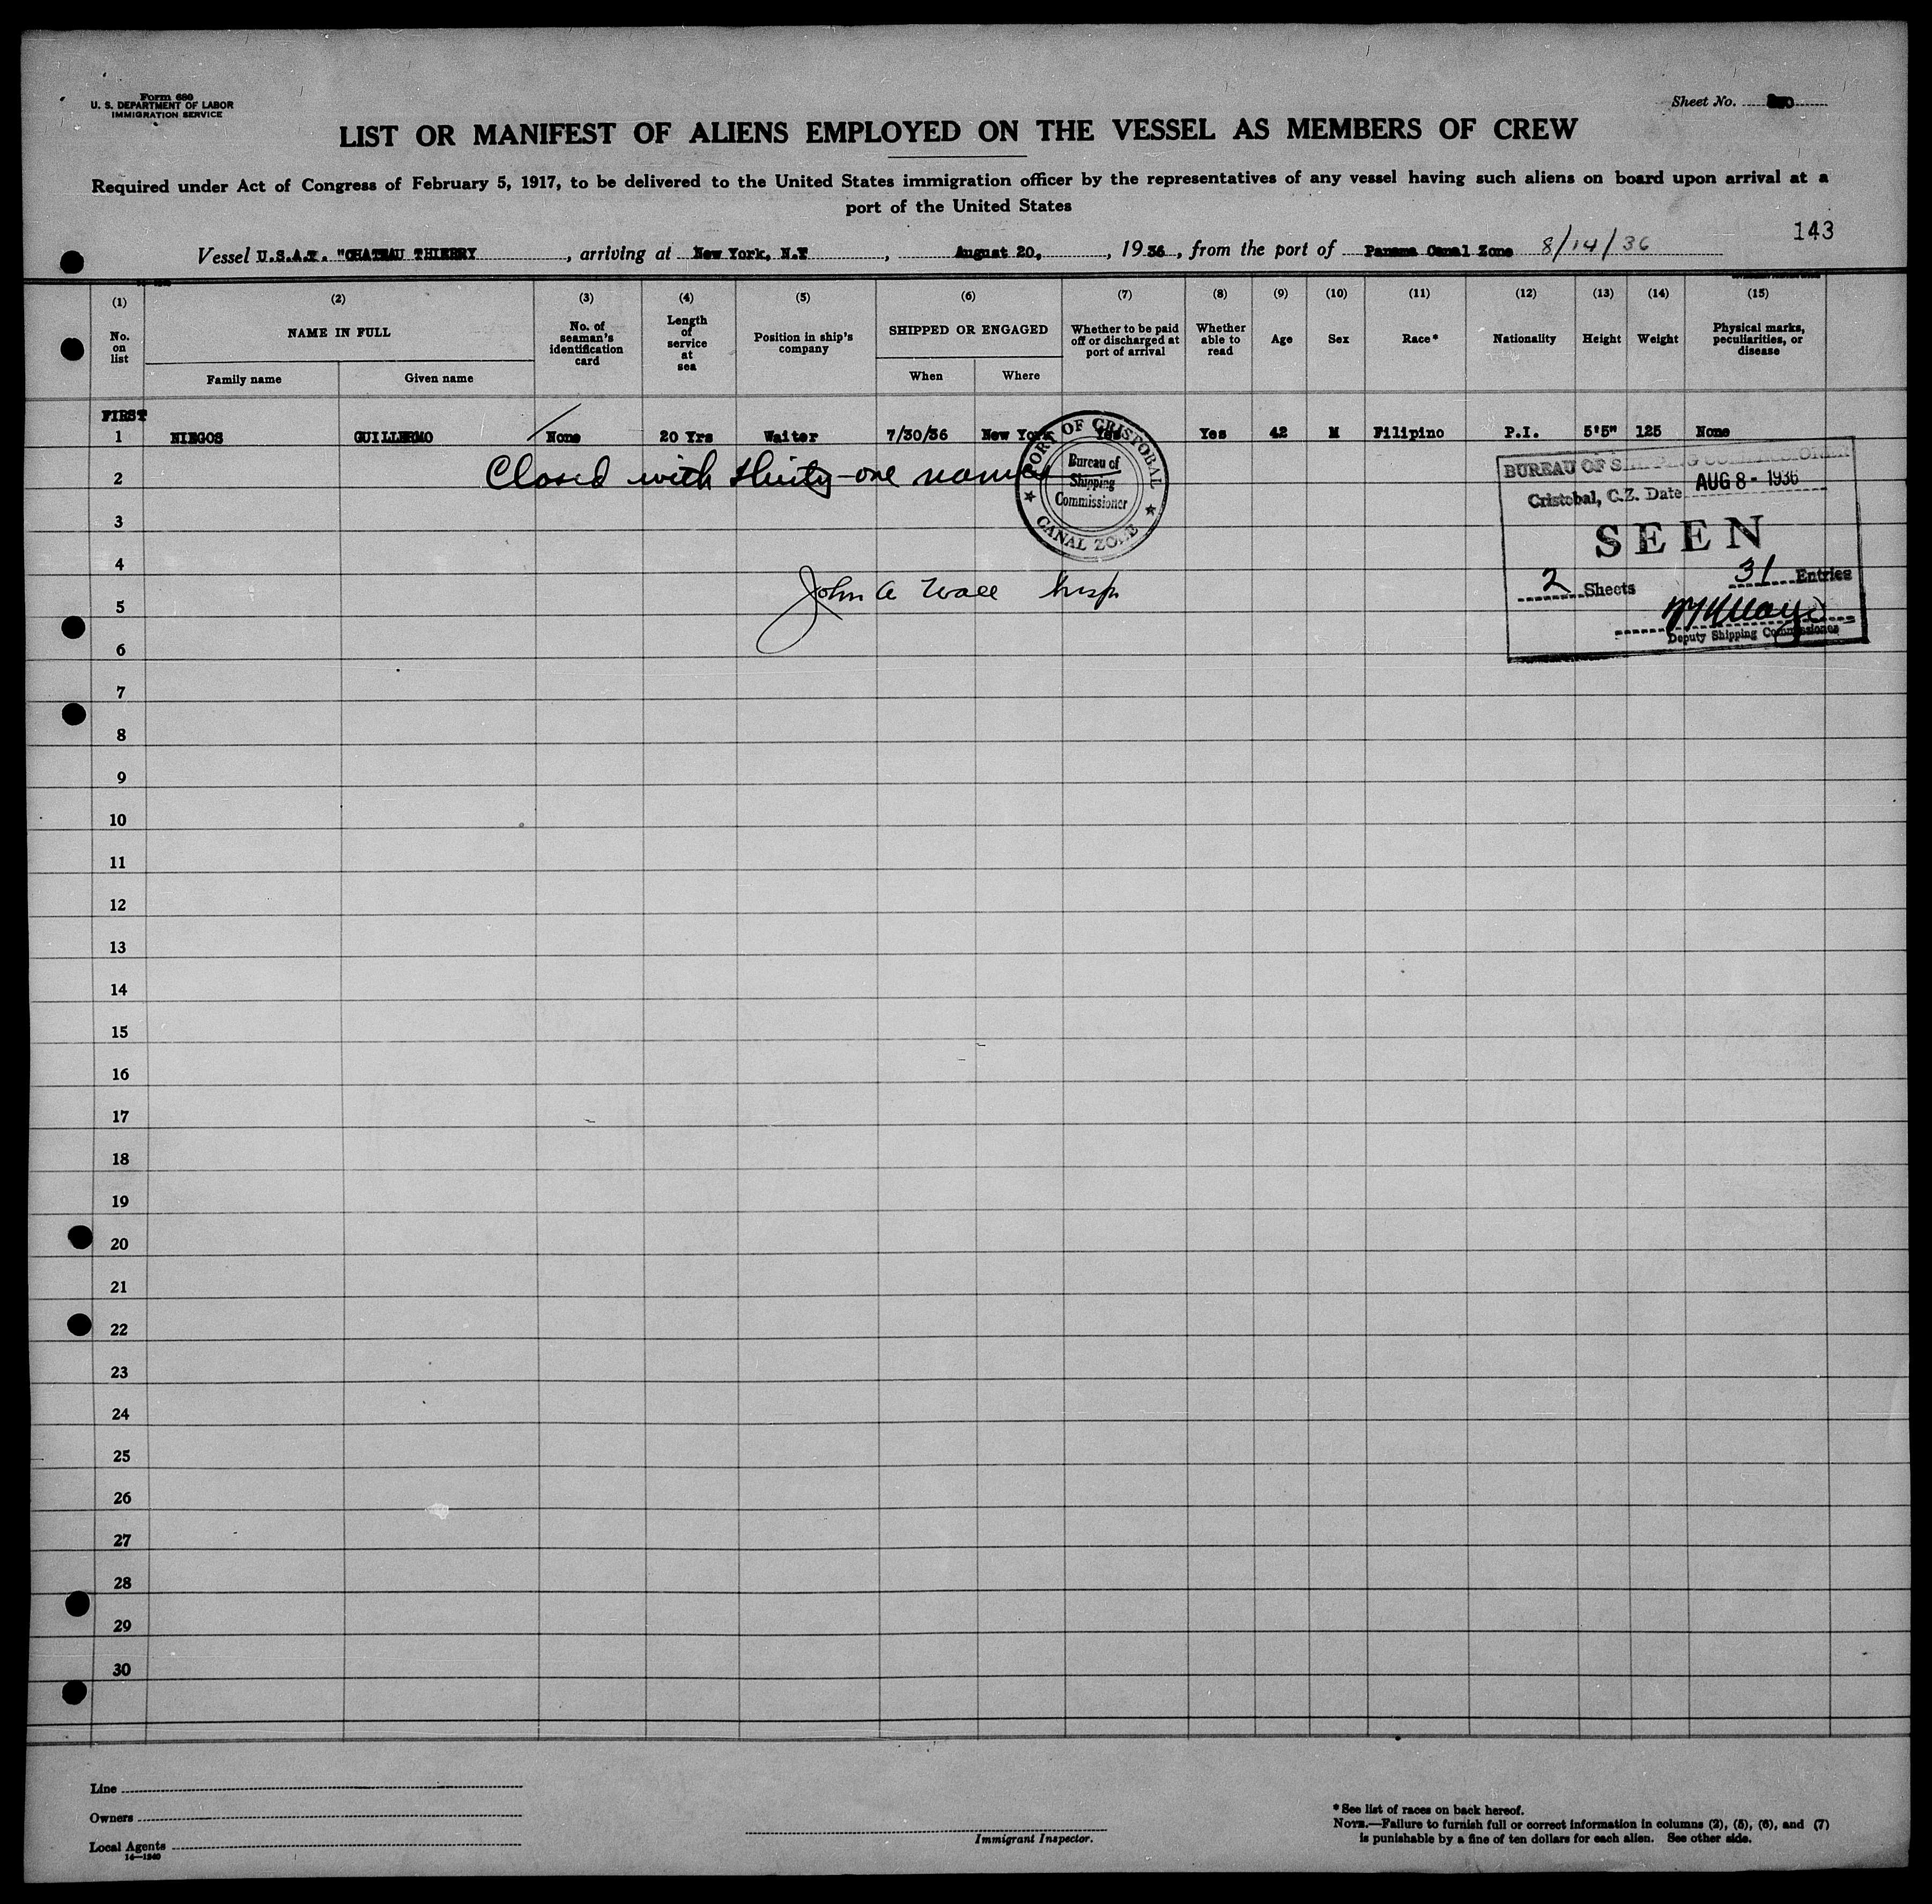 Form 680
U. S. DEPARTMENT OF LABOR
IMMIGRATION SERVICE
Sheet No.
LIST OR MANIFEST OF ALIENS EMPLOYED ON THE VESSEL AS MEMBERS OF CREW
Required under Act of Congress of February 5, 1917, to be delivered to the United States immigration officer by the representatives of any vessel having such aliens on board upon arrival at a
port of the United States
143
Vessel U.S.A.T. "CHATEAU THIERRY, arriving at New York, N.Y, August 20, 1936, from the port of Panama Canal Zone 8/14/36
(1) (2) (3) (4) (5) (6) (7) (8) (9) (10) (11) (12) (13) (14) (15)
No. on list
NAME IN FULL
Family name
Given name
No. of seaman's identification card
Length of service at sea
Position in ship's company
SHIPPED OR ENGAGED
When
Where
Whether to be paid off or discharged at port of arrival
Whether able to read
Age
Sex
Race*
Nationality
Height
Weight
Physical marks, peculiarities, or disease
FIRST
1 NIEGOS GUILLERMO None 20 Yrs Waiter 7/30/36 New York Yes Yes 42 M Filipino P.I. 5'5" 125 None
2 Closed with thirty-one names
3
4
5 John A Wall Insp
6
7
8
9
10
11
12
13
14
15
16
17
18
19
20
21
22
23
24
25
26
27
28
29
30
PORT OF CRISTOBAL
Bureau of
Shipping
Commissioner
CANAL ZONE
BUREAU OF SHIPPING COMMISSIONER
Cristobal, C.Z. Date AUG 8 - 1936
SEEN
2 Sheets 31 Entries
Deputy Shipping Commissioner
Line
Owners
Local Agents
14—1240
Immigrant Inspector.
*See list of races on back hereof.
NOTE.—Failure to furnish full or correct information in columns (2), (5), (6), and (7)
is punishable by a fine of ten dollars for each alien. See other side.